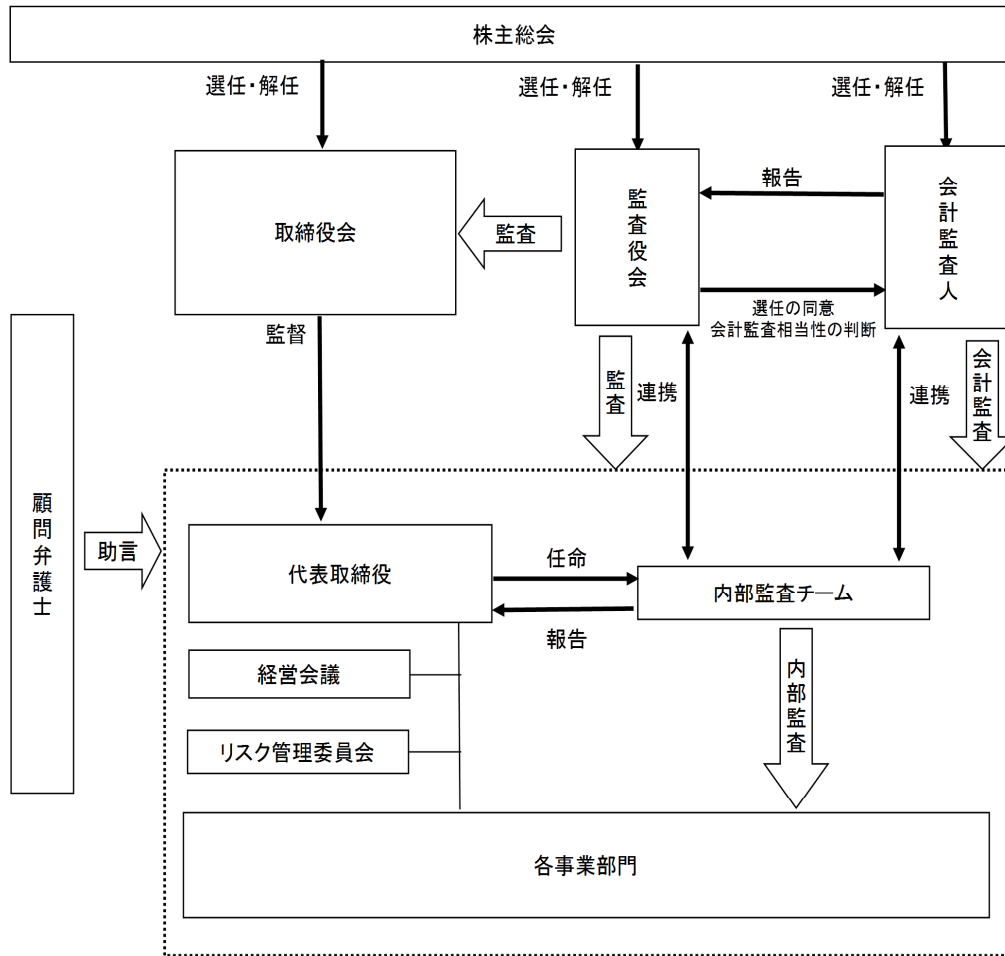 株主総会
選任・解任
選任・解任
選任・解任
取締役会
監査
監査役会
報告
会計監査人
選任の同意
会計監査相当性の判断
監督
監査
連携
連携
会計監査
顧問弁護士
助言
代表取締役
任命
報告
内部監査チーム
経営会議
リスク管理委員会
内部監査
各事業部門